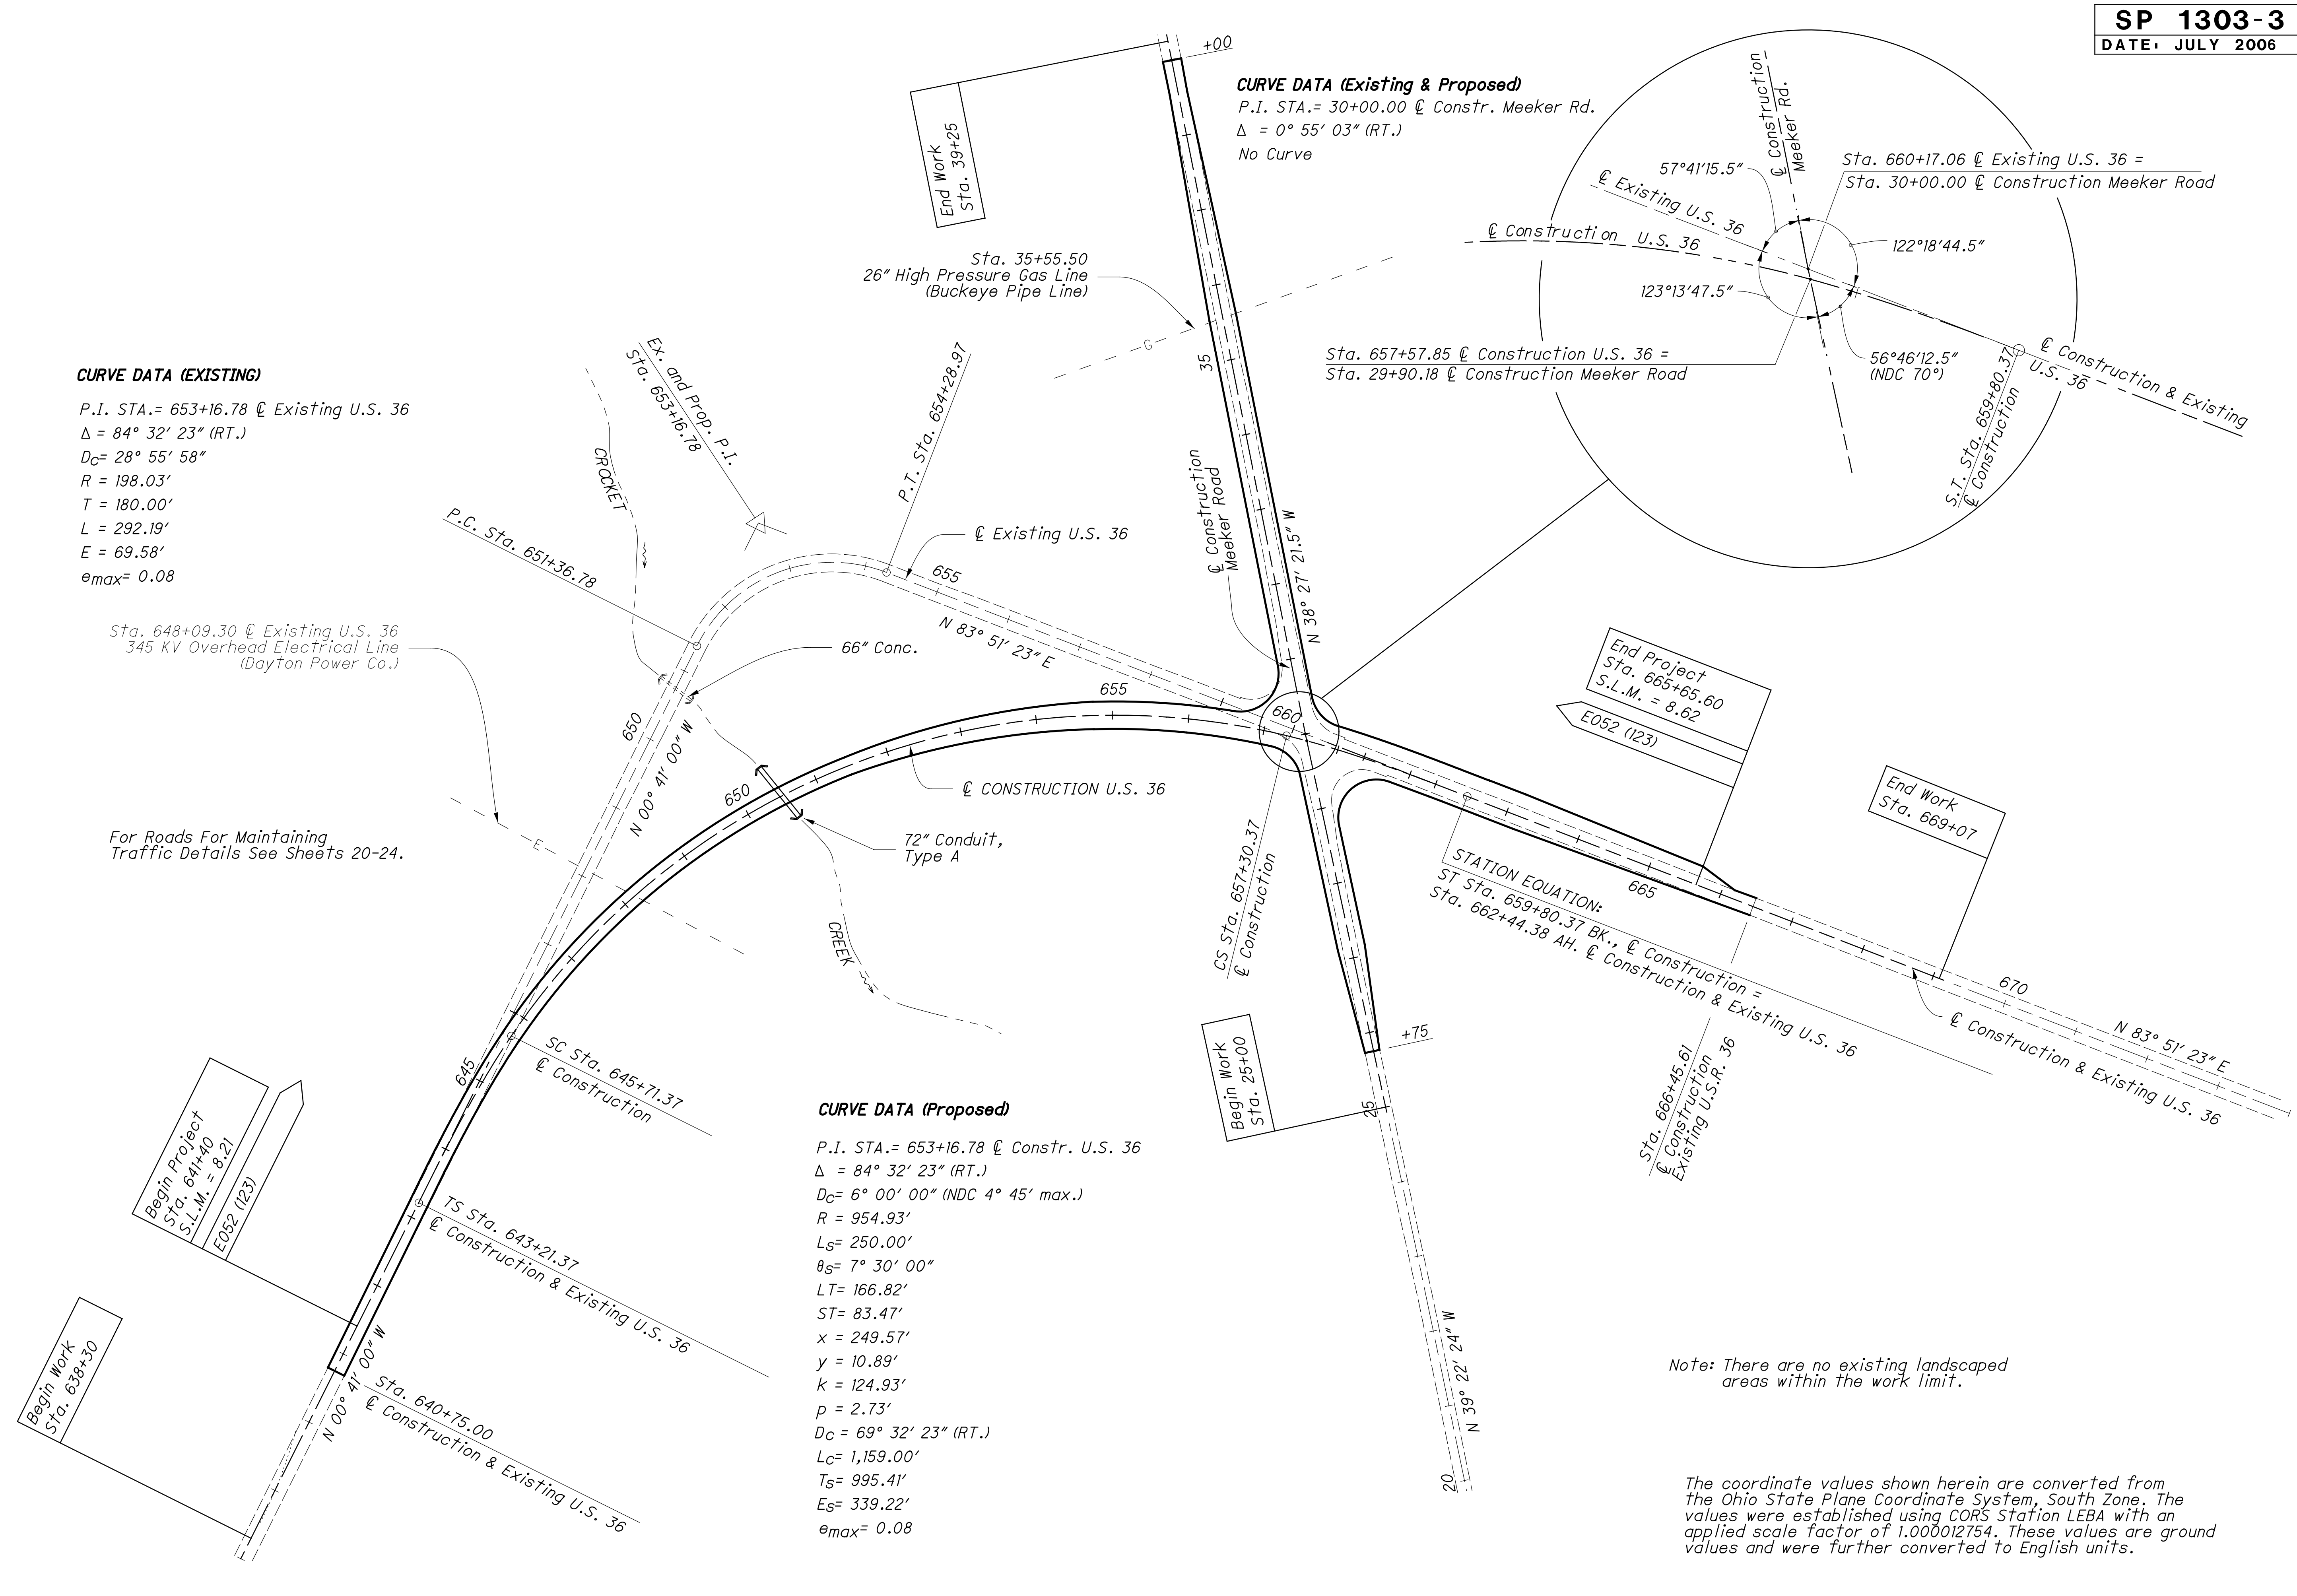 SP 1303-3
DATE: JULY 2006
+00
CURVE DATA (Existing & Proposed)
P.I. STA.= 30+00.00 ℄ Constr. Meeker Rd.
Δ = 0° 55' 03" (RT.)
No Curve
End Work
Sta. 39+25
Sta. 35+55.50
26" High Pressure Gas Line
(Buckeye Pipe Line)
G
35
℄ Construction
Meeker Rd.
57°41'15.5"
Sta. 660+17.06 ℄ Existing U.S. 36 =
Sta. 30+00.00 ℄ Construction Meeker Road
℄ Existing U.S. 36
℄ Construction U.S. 36
122°18'44.5"
123°13'47.5"
56°46'12.5"
(NDC 70°)
Sta. 657+57.85 ℄ Construction U.S. 36 =
Sta. 29+90.18 ℄ Construction Meeker Road
S.T. Sta. 659+80.37
℄ Construction
℄ Construction & Existing
U.S. 36
CURVE DATA (EXISTING)
P.I. STA.= 653+16.78 ℄ Existing U.S. 36
Δ = 84° 32' 23" (RT.)
Dc= 28° 55' 58"
R = 198.03'
T = 180.00'
L = 292.19'
E = 69.58'
emax= 0.08
Ex. and Prop. P.I.
Sta. 653+16.78
CROCKET
P.C. Sta. 651+36.78
P.T. Sta. 654+28.97
℄ Existing U.S. 36
655
N 83° 51' 23" E
℄ Construction
Meeker Road
N 38° 27' 21.5" W
Sta. 648+09.30 ℄ Existing U.S. 36
345 KV Overhead Electrical Line
(Dayton Power Co.)
66" Conc.
650
N 00° 41' 00" W
655
660
650
℄ CONSTRUCTION U.S. 36
72" Conduit,
Type A
E
For Roads For Maintaining
Traffic Details See Sheets 20-24.
CREEK
End Project
Sta. 665+65.60
S.L.M. = 8.62
E052 (123)
End Work
Sta. 669+07
CS Sta. 657+30.37
℄ Construction
STATION EQUATION:
ST Sta. 659+80.37 BK., ℄ Construction =
Sta. 662+44.38 AH. ℄ Construction & Existing U.S. 36
665
670
N 83° 51' 23" E
℄ Construction & Existing U.S. 36
Sta. 666+45.61
℄ Construction
Existing U.S.R. 36
Begin Work
Sta. 25+00
+75
25
645
SC Sta. 645+71.37
℄ Construction
Begin Project
Sta. 641+40
S.L.M. = 8.21
E052 (123)
TS Sta. 643+21.37
℄ Construction & Existing U.S. 36
Begin Work
Sta. 638+30
N 00° 41' 00" W
Sta. 640+75.00
℄ Construction & Existing U.S. 36
CURVE DATA (Proposed)
P.I. STA.= 653+16.78 ℄ Constr. U.S. 36
Δ = 84° 32' 23" (RT.)
Dc= 6° 00' 00" (NDC 4° 45' max.)
R = 954.93'
Ls= 250.00'
θs= 7° 30' 00"
LT= 166.82'
ST= 83.47'
x = 249.57'
y = 10.89'
k = 124.93'
p = 2.73'
Dc = 69° 32' 23" (RT.)
Lc= 1,159.00'
Ts= 995.41'
Es= 339.22'
emax= 0.08
N 39° 22' 24" W
20
Note: There are no existing landscaped
areas within the work limit.
The coordinate values shown herein are converted from
the Ohio State Plane Coordinate System, South Zone. The
values were established using CORS Station LEBA with an
applied scale factor of 1.000012754. These values are ground
values and were further converted to English units.